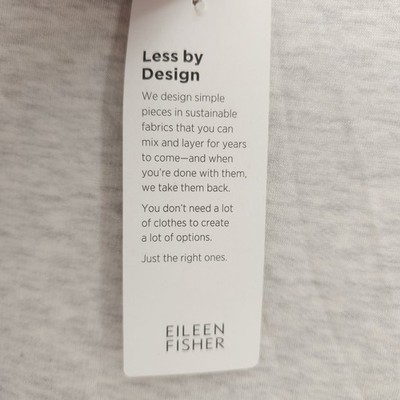 Less by
Design
We design simple
pieces in sustainable
fabrics that you can
mix and layer for years
to come—and when
you're done with them,
we take them back.
You don't need a lot
of clothes to create
a lot of options.
Just the right ones.
EILEEN
FISHER